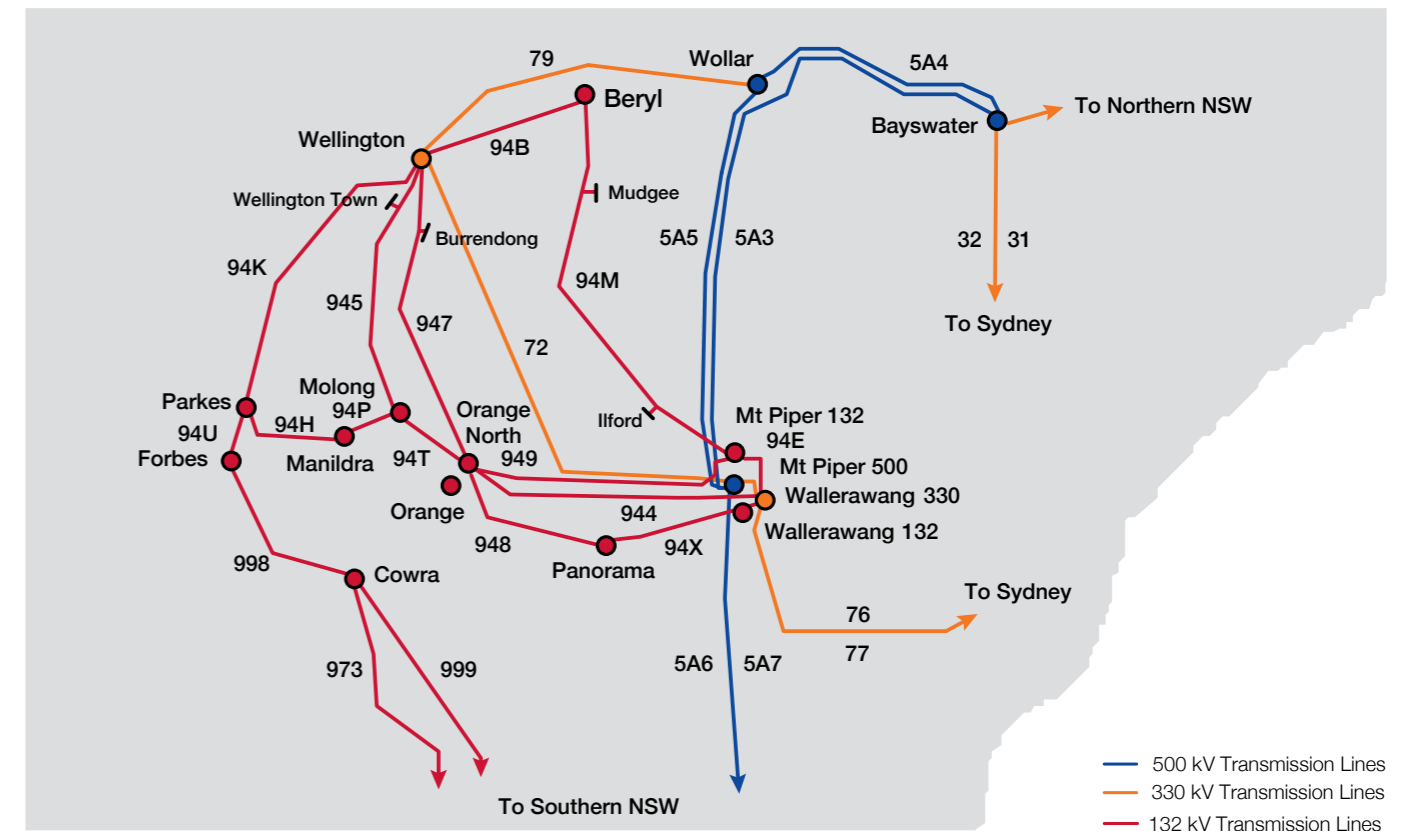 79
Wollar
5A4
Beryl
To Northern NSW
Bayswater
Wellington
94B
Wellington Town
Mudgee
Burrendong
5A5
5A3
32
31
94K
94M
945
947
To Sydney
72
Molong
Parkes
94P
Orange
North
Ilford
Mt Piper 132
94H
94U
94E
Forbes
Manildra
94T
949
Mt Piper 500
Wallerawang 330
Orange
944
Wallerawang 132
948
94X
Panorama
998
Cowra
To Sydney
76
77
973
999
5A6
5A7
To Southern NSW
500 kV Transmission Lines
330 kV Transmission Lines
132 kV Transmission Lines